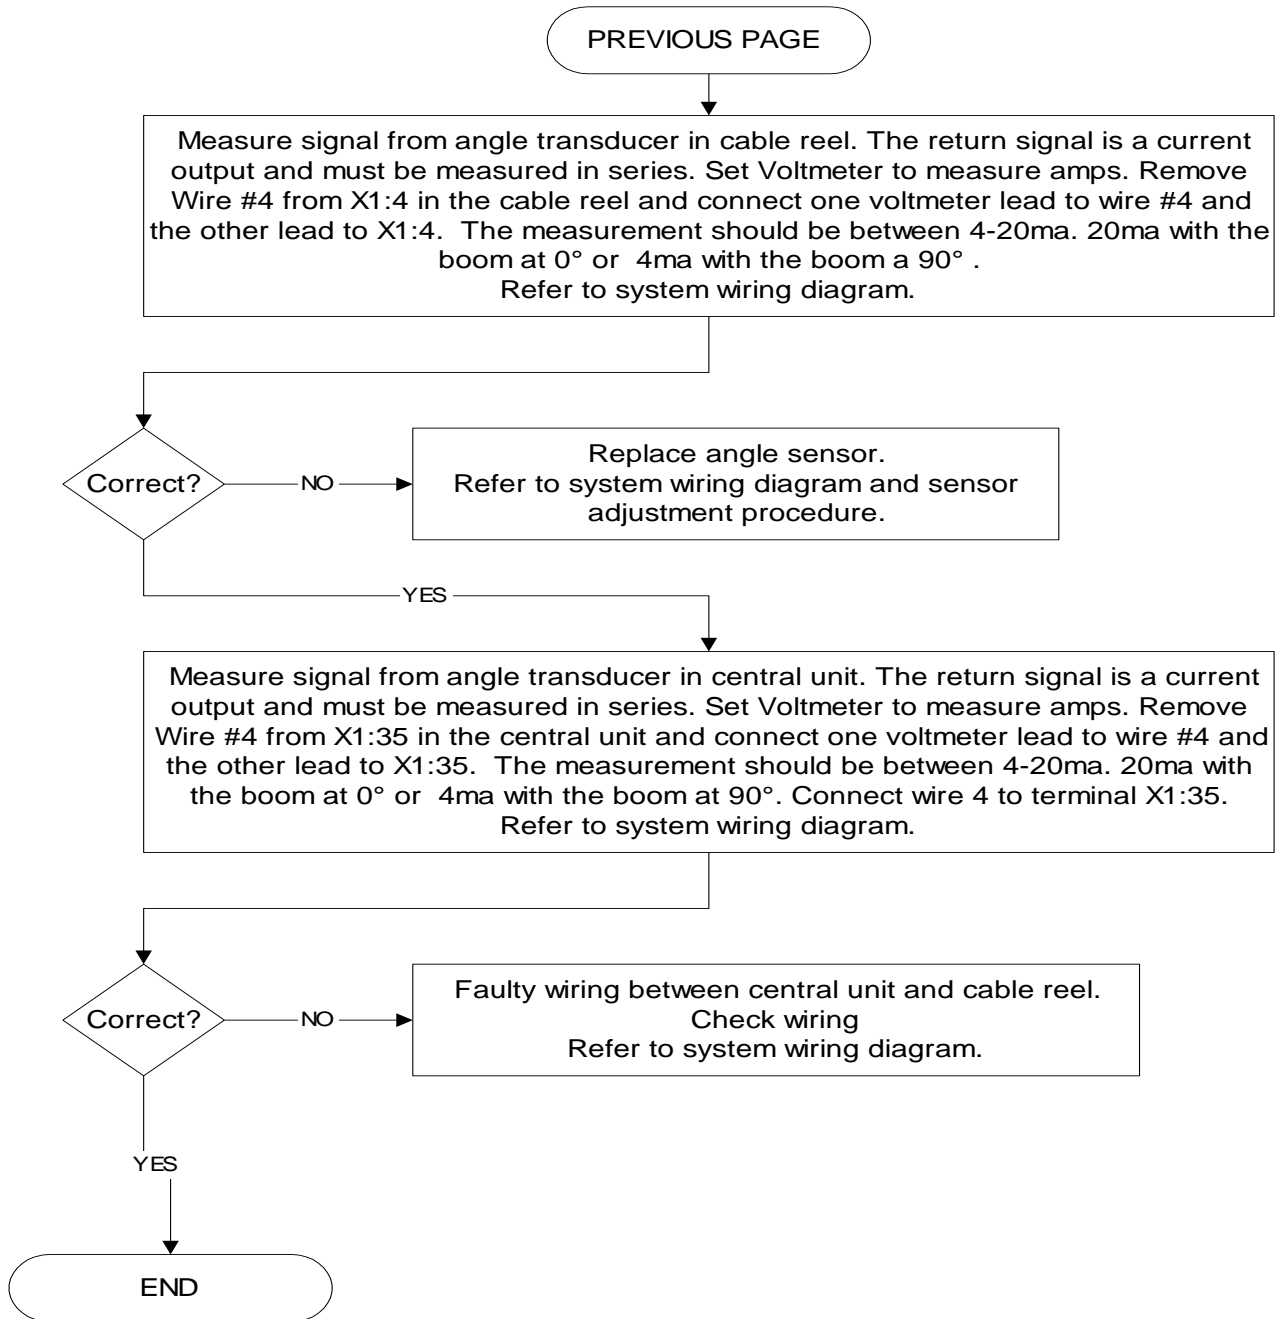 PREVIOUS PAGE
Measure signal from angle transducer in cable reel. The return signal is a current
output and must be measured in series. Set Voltmeter to measure amps. Remove
Wire #4 from X1:4 in the cable reel and connect one voltmeter lead to wire #4 and
the other lead to X1:4.  The measurement should be between 4-20ma. 20ma with the
boom at 0° or  4ma with the boom a 90° .
Refer to system wiring diagram.
Correct?
NO
Replace angle sensor.
Refer to system wiring diagram and sensor
adjustment procedure.
YES
Measure signal from angle transducer in central unit. The return signal is a current
output and must be measured in series. Set Voltmeter to measure amps. Remove
Wire #4 from X1:35 in the central unit and connect one voltmeter lead to wire #4 and
the other lead to X1:35.  The measurement should be between 4-20ma. 20ma with
the boom at 0° or  4ma with the boom at 90°. Connect wire 4 to terminal X1:35.
Refer to system wiring diagram.
Correct?
NO
Faulty wiring between central unit and cable reel.
Check wiring
Refer to system wiring diagram.
YES
END